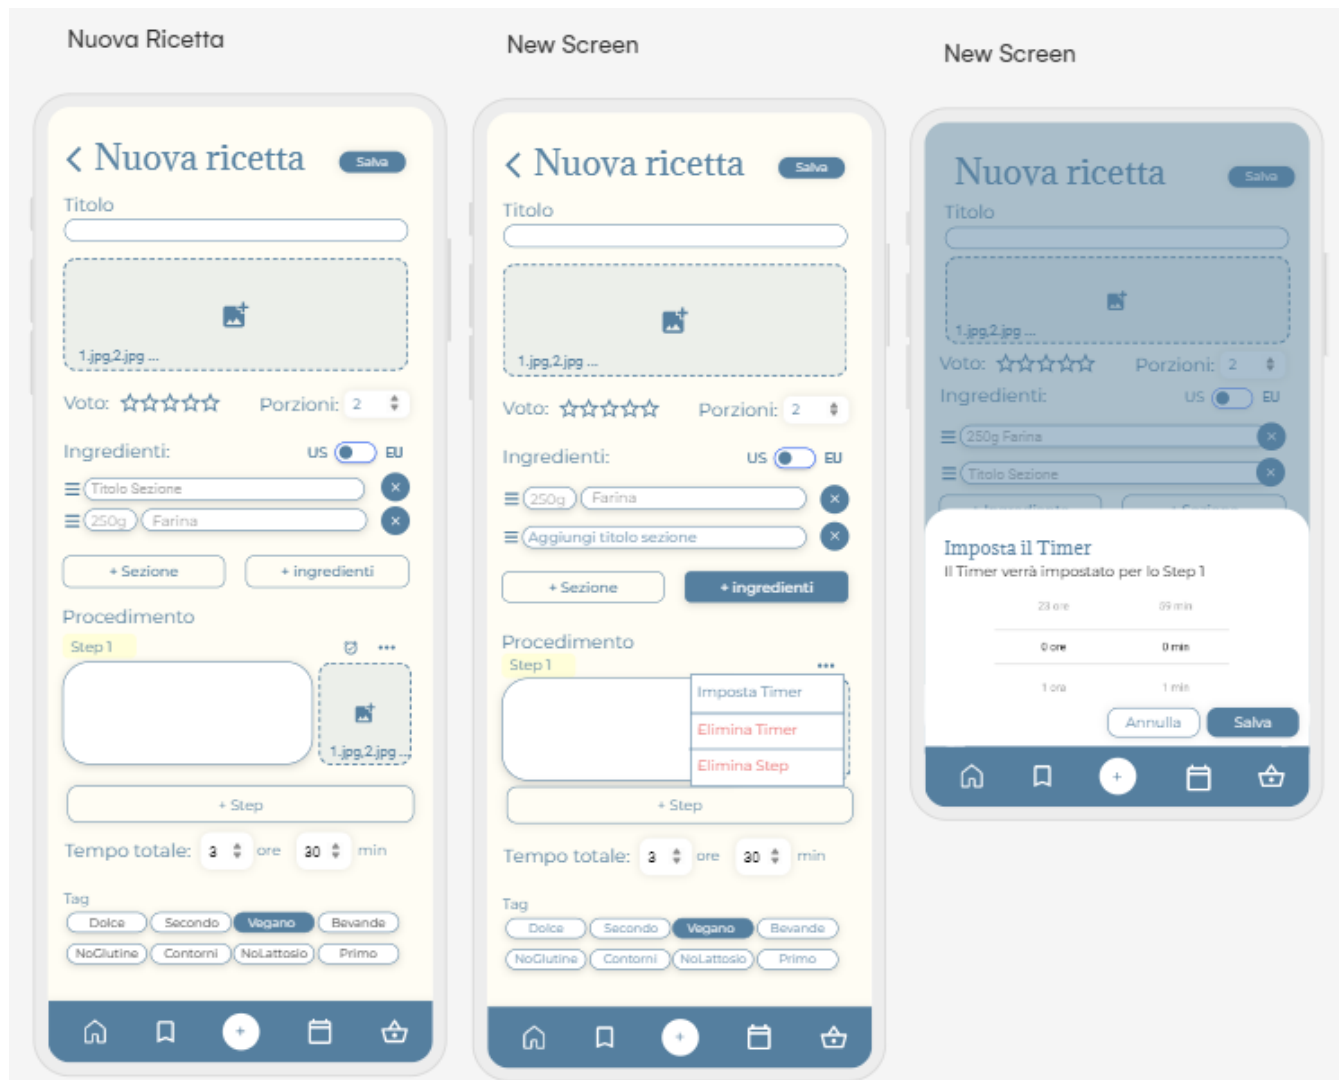 Nuova Ricetta
Nuova ricetta
Salva
Titolo
1.jpg,2.jpg ...
Voto:
Porzioni: 2
Ingredienti:
US EU
Titolo Sezione
250g Farina
+ Sezione
+ ingredienti
Procedimento
Step 1
1.jpg,2.jpg ...
+ Step
Tempo totale: 3 ore 30 min
Tag
Dolce Secondo Vegano Bevande
NoGlutine Contorni NoLattosio Primo
New Screen
Nuova ricetta
Salva
Titolo
1.jpg,2.jpg ...
Voto:
Porzioni: 2
Ingredienti:
US EU
250g Farina
Aggiungi titolo sezione
+ Sezione
+ ingredienti
Procedimento
Step 1
Imposta Timer
Elimina Timer
Elimina Step
+ Step
Tempo totale: 3 ore 30 min
Tag
Dolce Secondo Vegano Bevande
NoGlutine Contorni NoLattosio Primo
New Screen
Nuova ricetta
Salva
Titolo
1.jpg,2.jpg ...
Voto:
Porzioni: 2
Ingredienti:
US EU
250g Farina
Titolo Sezione
Imposta il Timer
Il Timer verrà impostato per lo Step 1
23 ore 59 min
0 ore 0 min
1 ora 1 min
Annulla
Salva